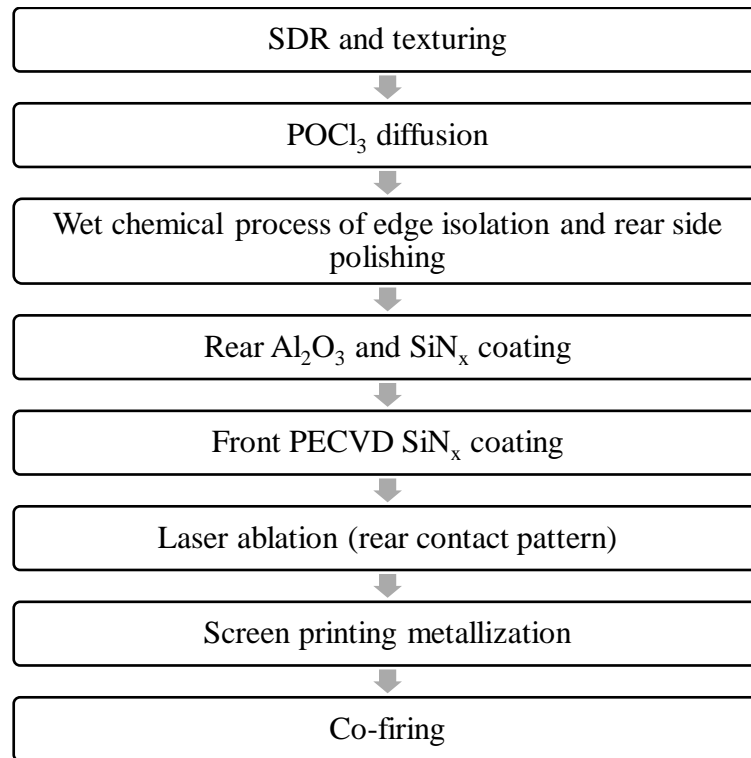 SDR and texturing
POCl₃ diffusion
Wet chemical process of edge isolation and rear side
polishing
Rear Al₂O₃ and SiNₓ coating
Front PECVD SiNₓ coating
Laser ablation (rear contact pattern)
Screen printing metallization
Co-firing